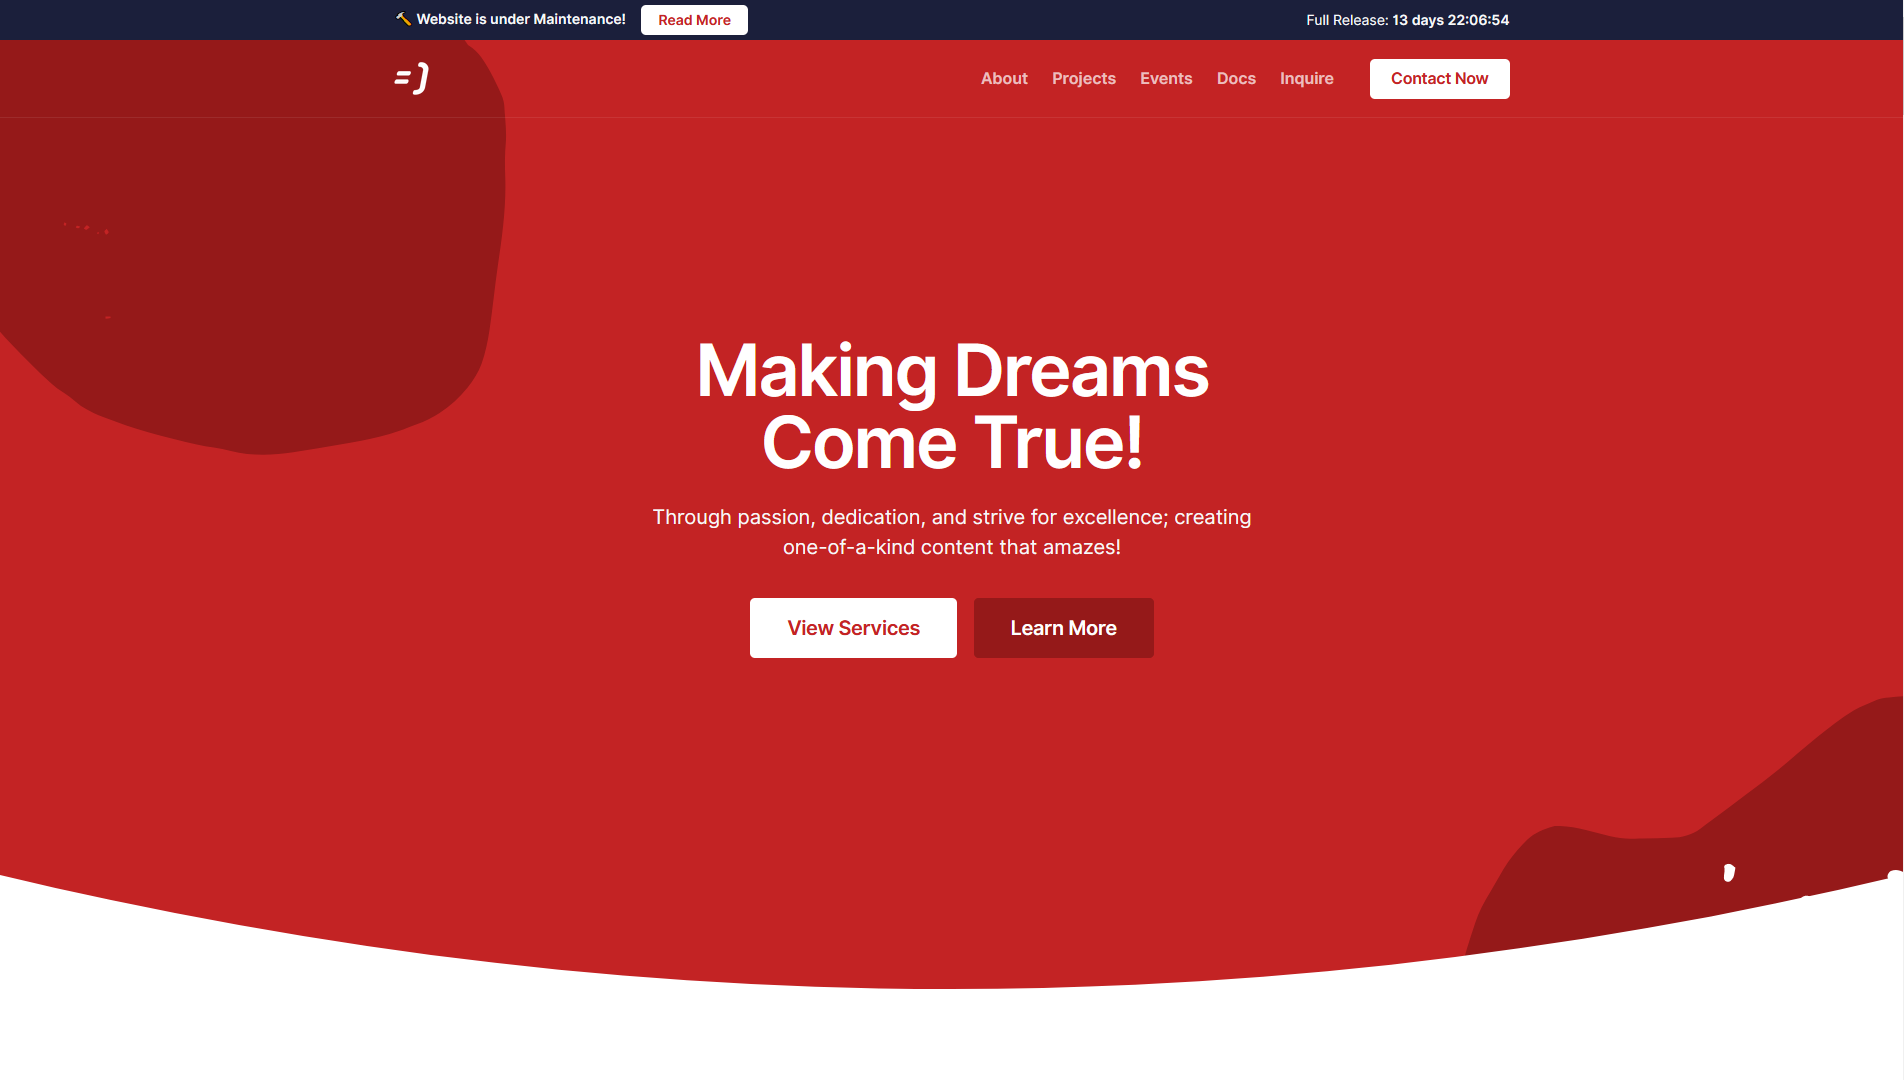 🔨 Website is under Maintenance!
Read More
Full Release: 13 days 22:06:54
=)
About
Projects
Events
Docs
Inquire
Contact Now
Making Dreams
Come True!
Through passion, dedication, and strive for excellence; creating
one-of-a-kind content that amazes!
View Services
Learn More